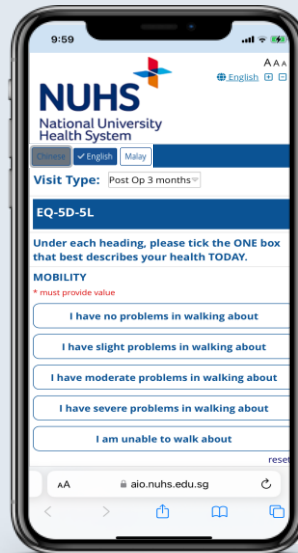 9:59
NUHS
National University
Health System
A A A
English
Chinese
English
Malay
Visit Type: Post Op 3 months
EQ-5D-5L
Under each heading, please tick the ONE box
that best describes your health TODAY.
MOBILITY
* must provide value
I have no problems in walking about
I have slight problems in walking about
I have moderate problems in walking about
I have severe problems in walking about
I am unable to walk about
reset
AA
aio.nuhs.edu.sg